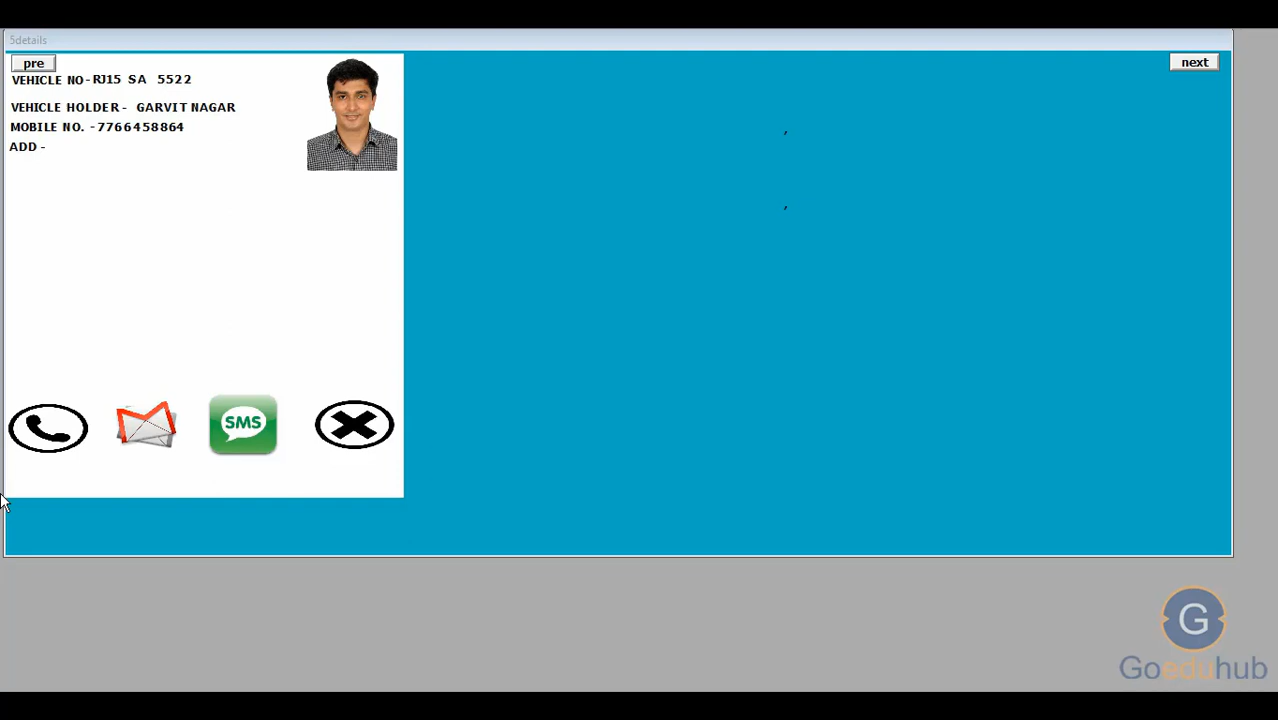 5details
pre
next
VEHICLE NO-RJ15 SA 5522
VEHICLE HOLDER - GARVIT NAGAR
MOBILE NO. -7766458864
ADD -
,
,
SMS
G
Goeduhub